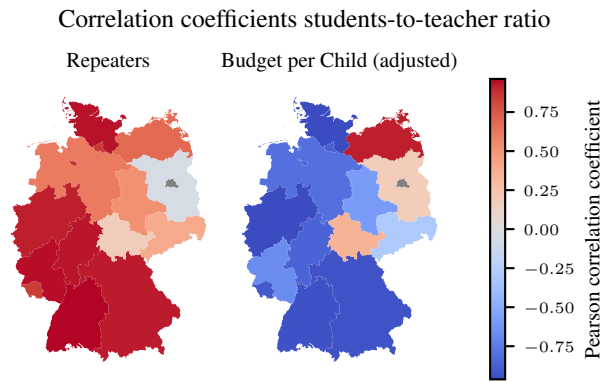 Correlation coefficients students-to-teacher ratio
Repeaters
Budget per Child (adjusted)
0.75
0.50
0.25
0.00
−0.25
−0.50
−0.75
Pearson correlation coefficient